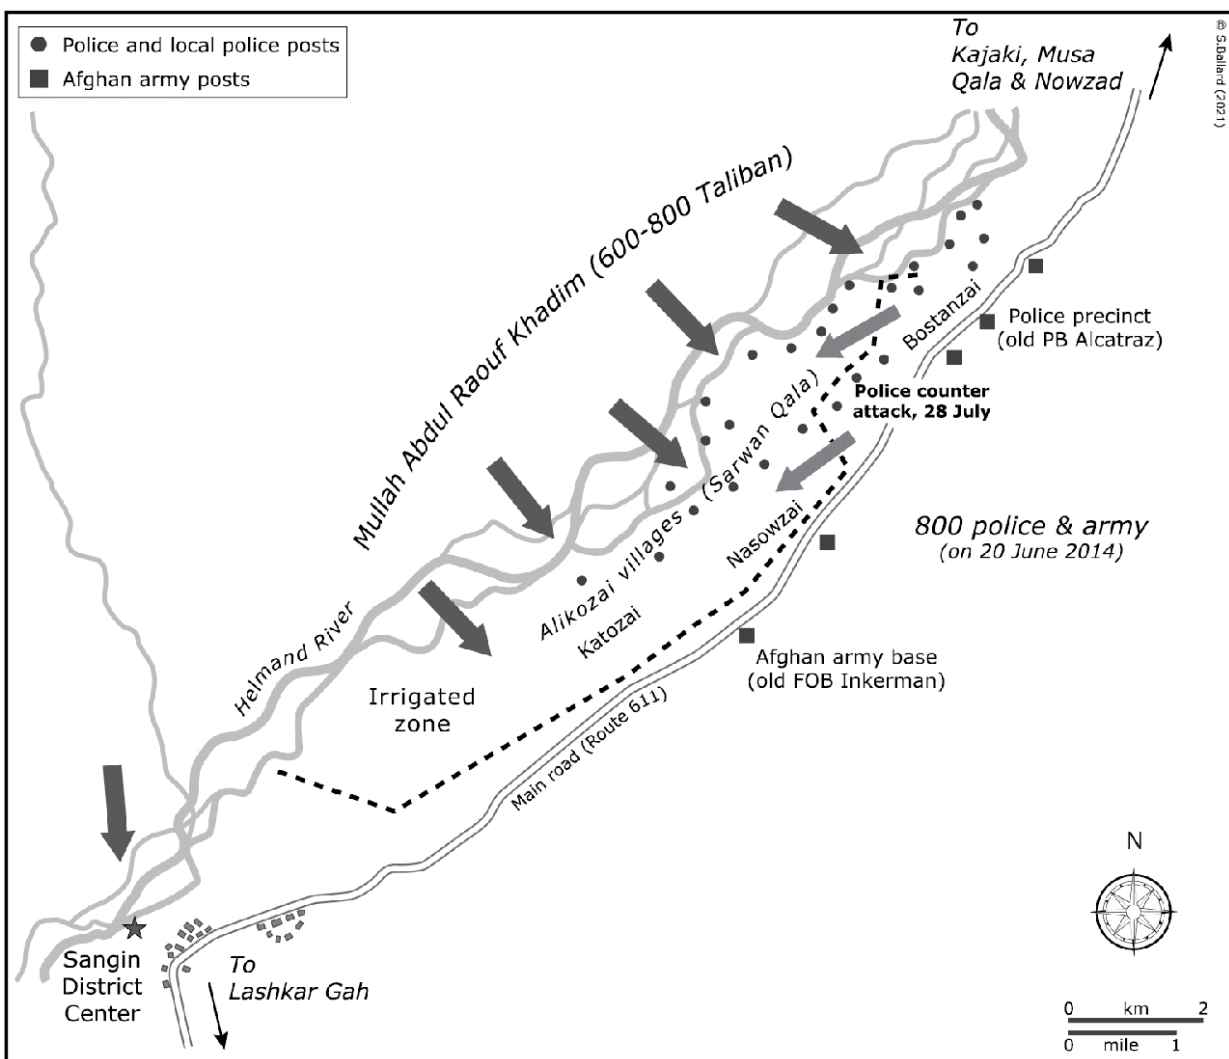 Police and local police posts
Afghan army posts
To
Kajaki, Musa
Qala & Nowzad
© S.Ballard (2021)
Mullah Abdul Raouf Khadim (600-800 Taliban)
Bostanzai
Police precinct
(old PB Alcatraz)
Police counter
attack, 28 July
Alikozai villages (Sarwan Qala)
Nasowzai
800 police & army
(on 20 June 2014)
Katozai
Helmand River
Afghan army base
(old FOB Inkerman)
Irrigated
zone
Main road (Route 611)
N
Sangin
District
Center
To
Lashkar Gah
0 km 2
0 mile 1